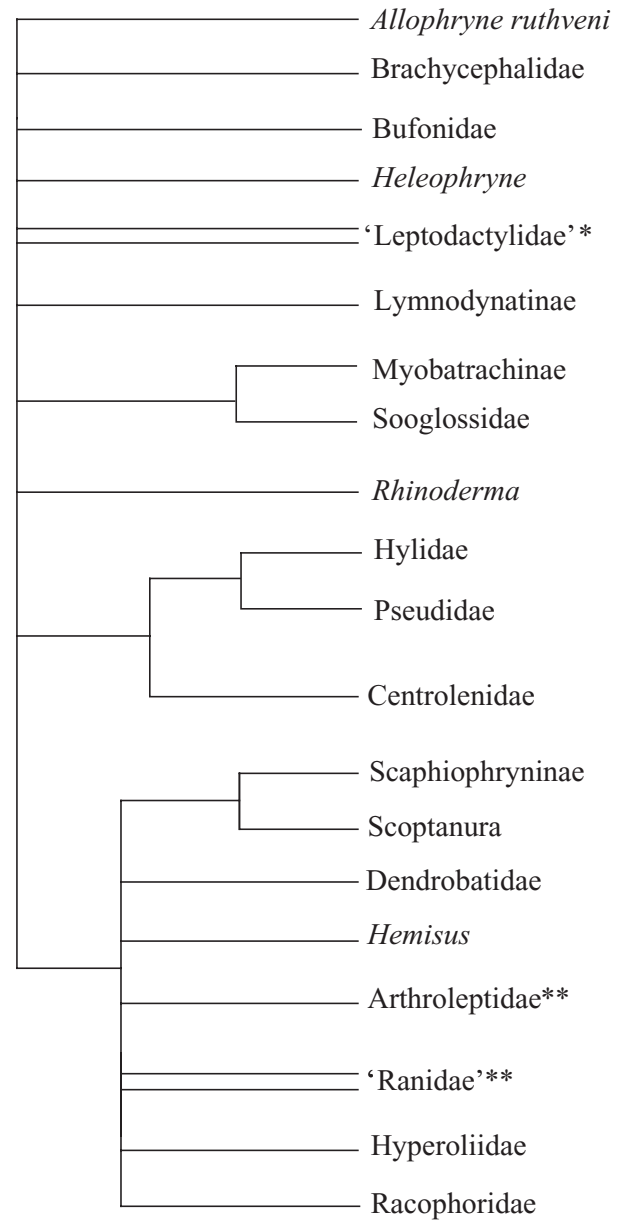 Allophryne ruthveni
Brachycephalidae
Bufonidae
Heleophryne
‘Leptodactylidae’*
Lymnodynatinae
Myobatrachinae
Sooglossidae
Rhinoderma
Hylidae
Pseudidae
Centrolenidae
Scaphiophryninae
Scoptanura
Dendrobatidae
Hemisus
Arthroleptidae**
‘Ranidae’**
Hyperoliidae
Racophoridae